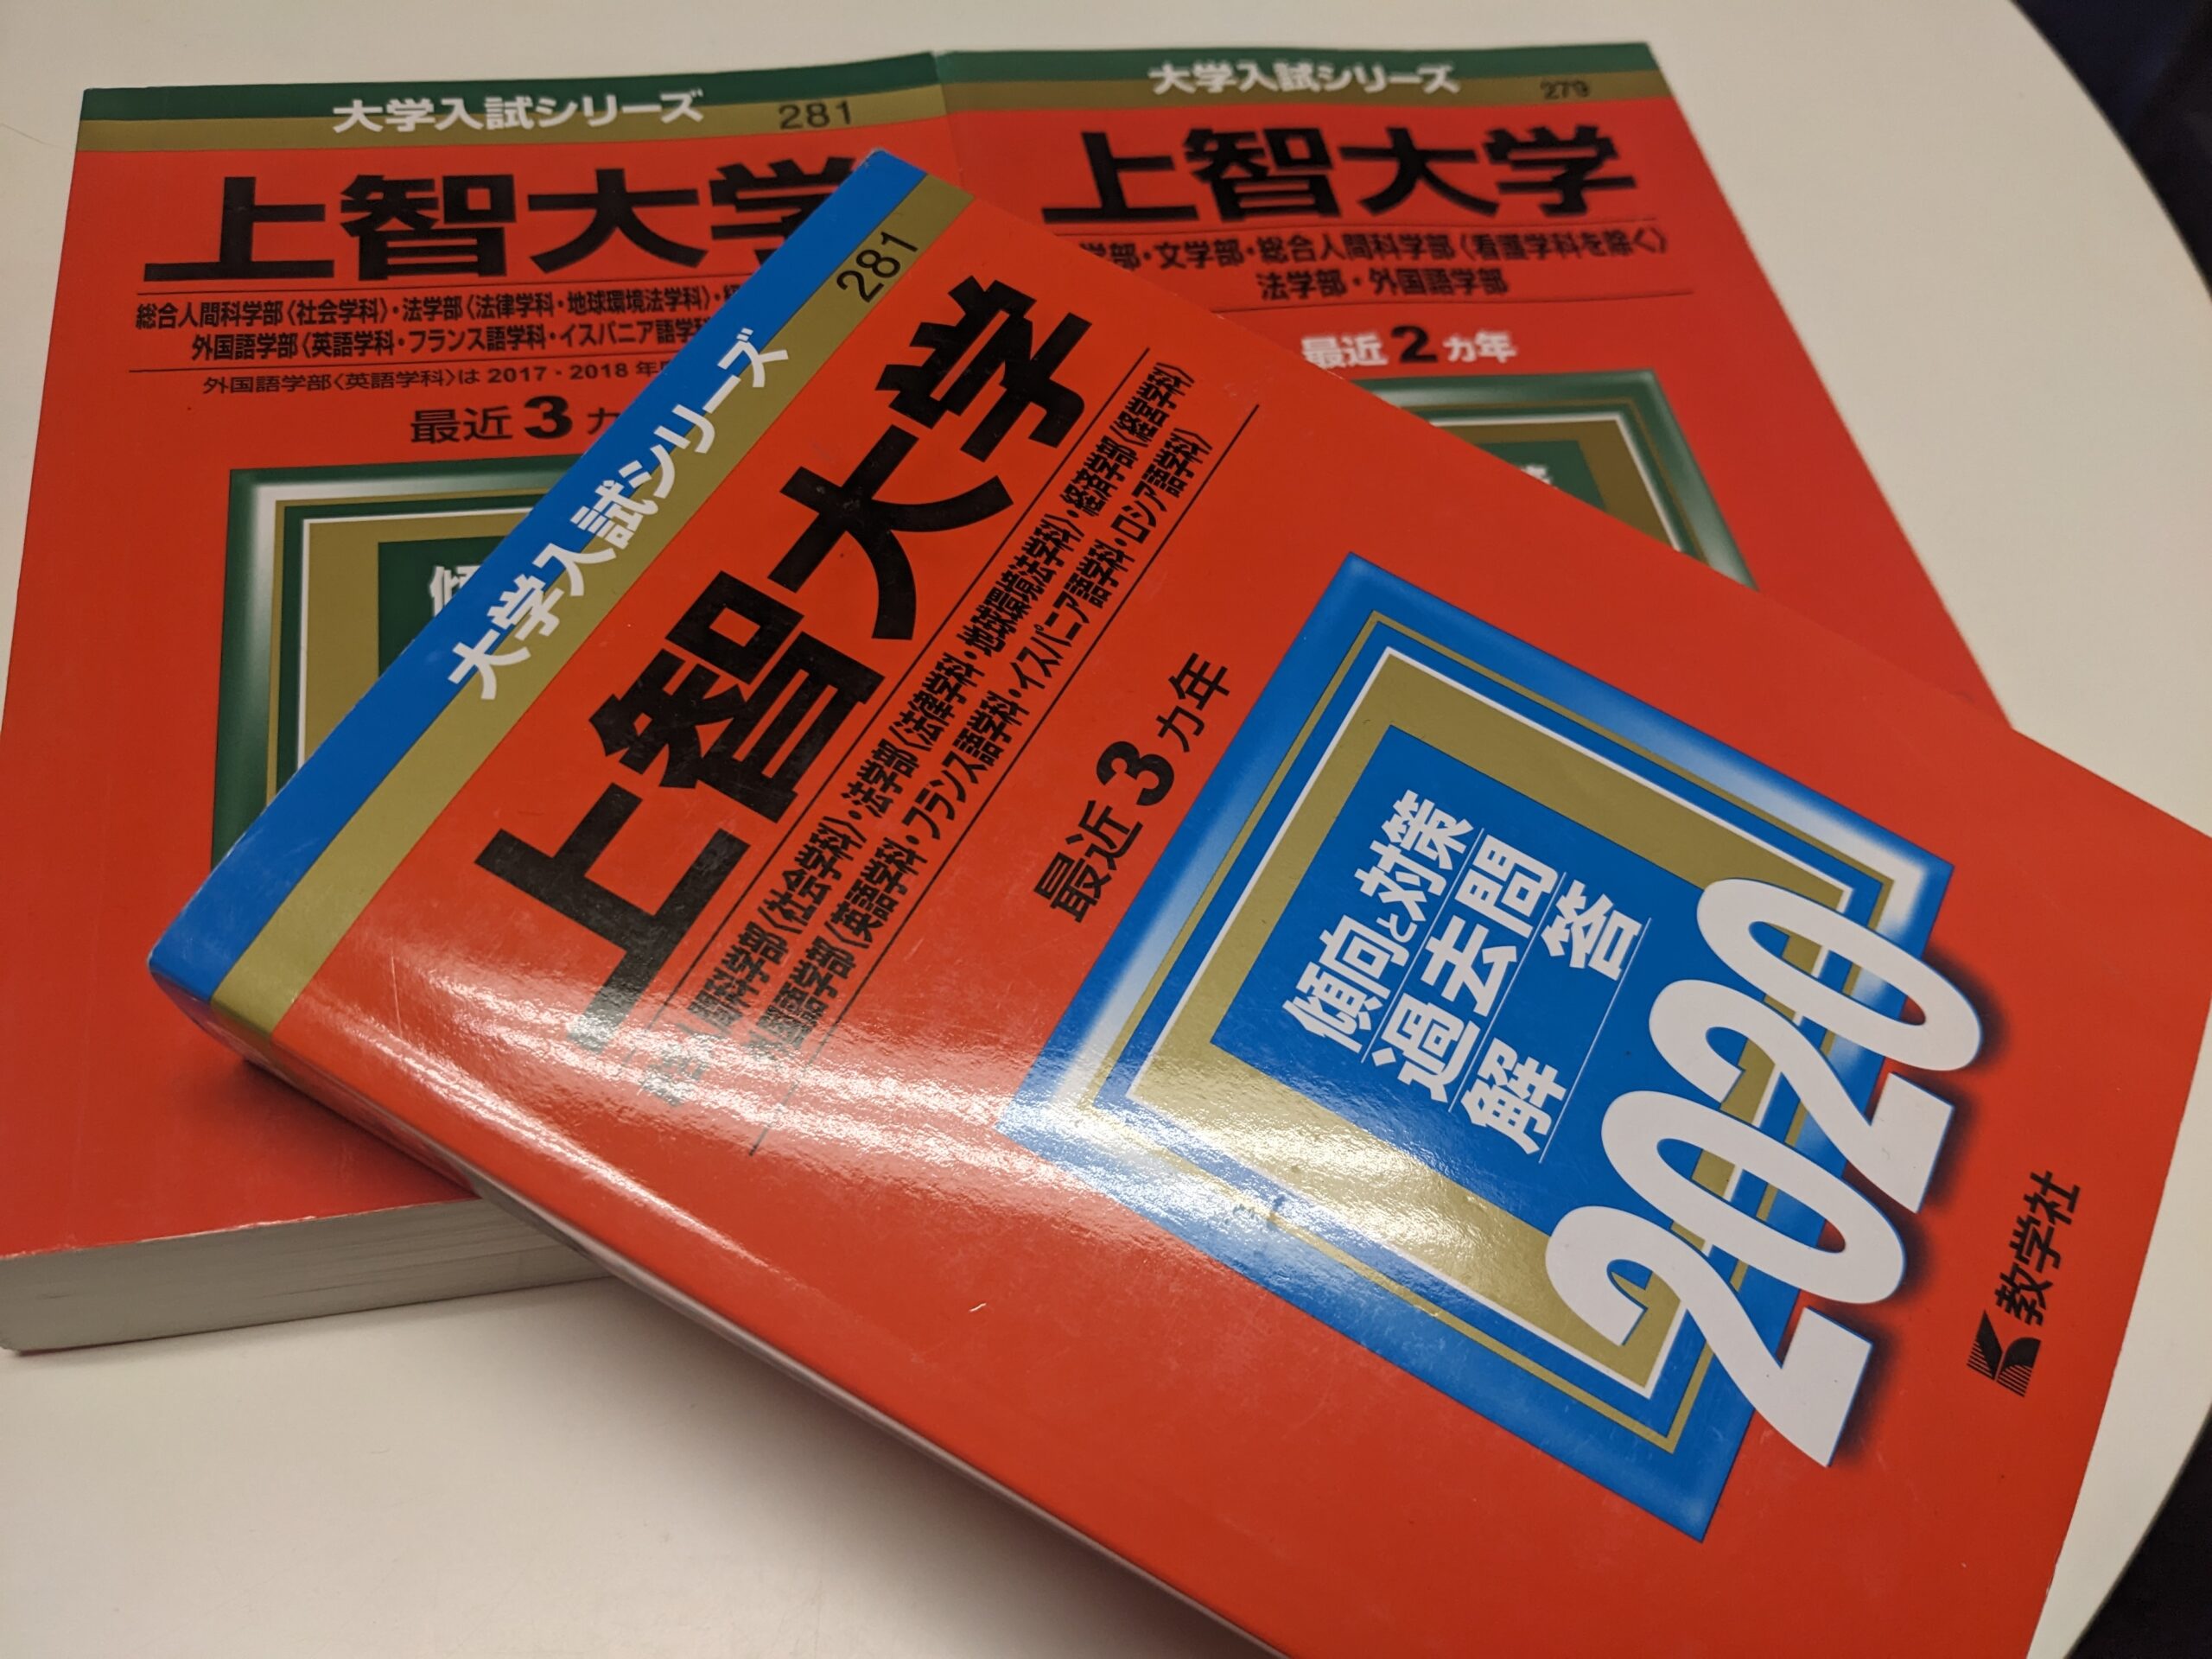 大学入試シリーズ
281
上智大学
総合人間科学部〈社会学科〉・法学部〈法律学科・地球環境法学科〉・
外国語学部〈英語学科・フランス語学科・イスパニア語学科
外国語学部〈英語学科〉は 2017・2018 年
最近3カ
大学入試シリーズ
279
上智大学
学部・文学部・総合人間科学部〈看護学科を除く〉
法学部・外国語学部
最近2カ年
大学入試シリーズ
281
上智大学
総合人間科学部〈社会学科〉・法学部〈法律学科・地球環境法学科〉・経済学部〈経営学科〉
外国語学部〈英語学科・フランス語学科・イスパニア語学科・ロシア語学科〉
最近3カ年
傾向と対策
過去問
解答
2020
教学社